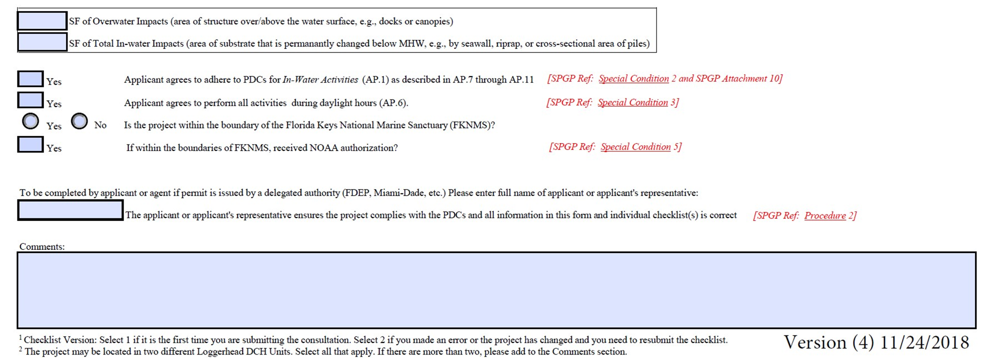 SF of Overwater Impacts (area of structure over/above the water surface, e.g., docks or canopies)
SF of Total In-water Impacts (area of substrate that is permanantly changed below MHW, e.g., by seawall, riprap, or cross-sectional area of piles)
Yes Applicant agrees to adhere to PDCs for In-Water Activities (AP.1) as described in AP.7 through AP.11 [SPGP Ref: Special Condition 2 and SPGP Attachment 10]
Yes Applicant agrees to perform all activities during daylight hours (AP.6). [SPGP Ref: Special Condition 3]
Yes No Is the project within the boundary of the Florida Keys National Marine Sanctuary (FKNMS)?
Yes If within the boundaries of FKNMS, received NOAA authorization? [SPGP Ref: Special Condition 5]
To be completed by applicant or agent if permit is issued by a delegated authority (FDEP, Miami-Dade, etc.) Please enter full name of applicant or applicant's representative:
The applicant or applicant's representative ensures the project complies with the PDCs and all information in this form and individual checklist(s) is correct [SPGP Ref: Procedure 2]
Comments:
1 Checklist Version: Select 1 if it is the first time you are submitting the consultation. Select 2 if you made an error or the project has changed and you need to resubmit the checklist.
2 The project may be located in two different Loggerhead DCH Units. Select all that apply. If there are more than two, please add to the Comments section.
Version (4) 11/24/2018